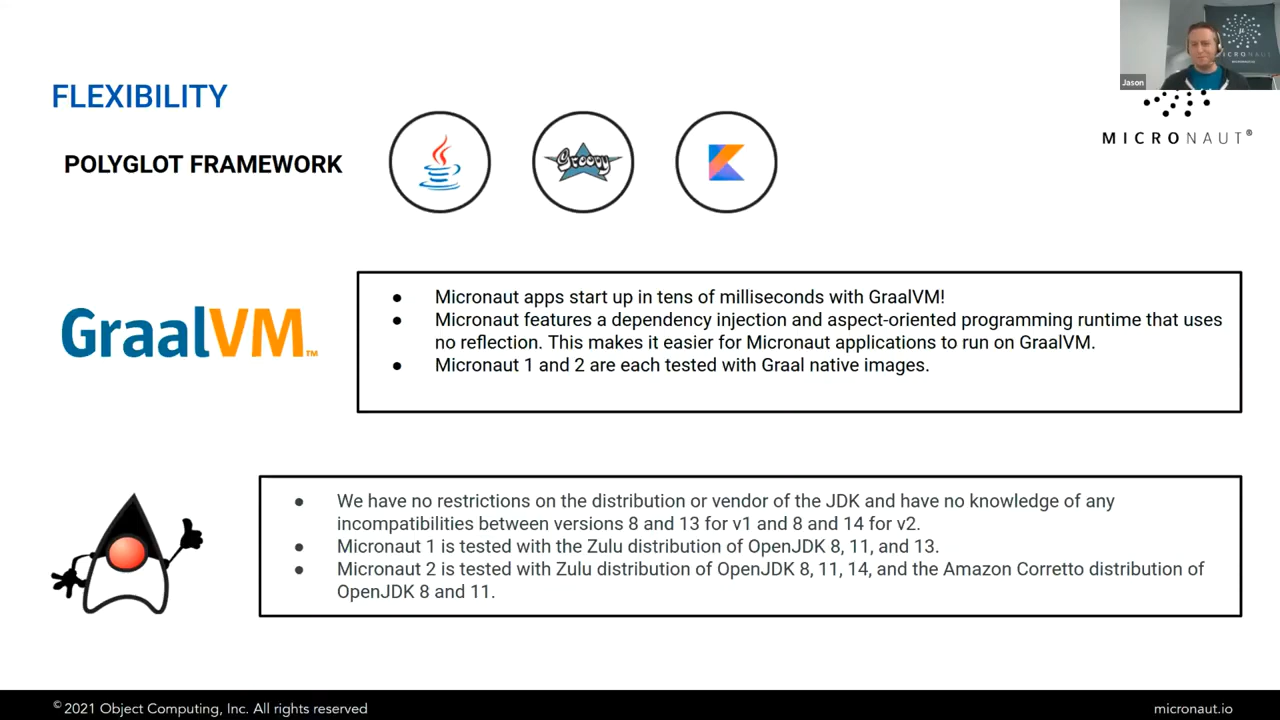 Jason
MICRONAUT
MICRONAUT®
FLEXIBILITY
POLYGLOT FRAMEWORK
Groovy
GraalVM™
● Micronaut apps start up in tens of milliseconds with GraalVM!
● Micronaut features a dependency injection and aspect-oriented programming runtime that uses
no reflection. This makes it easier for Micronaut applications to run on GraalVM.
● Micronaut 1 and 2 are each tested with Graal native images.
● We have no restrictions on the distribution or vendor of the JDK and have no knowledge of any
incompatibilities between versions 8 and 13 for v1 and 8 and 14 for v2.
● Micronaut 1 is tested with the Zulu distribution of OpenJDK 8, 11, and 13.
● Micronaut 2 is tested with Zulu distribution of OpenJDK 8, 11, 14, and the Amazon Corretto distribution of
OpenJDK 8 and 11.
© 2021 Object Computing, Inc. All rights reserved
micronaut.io